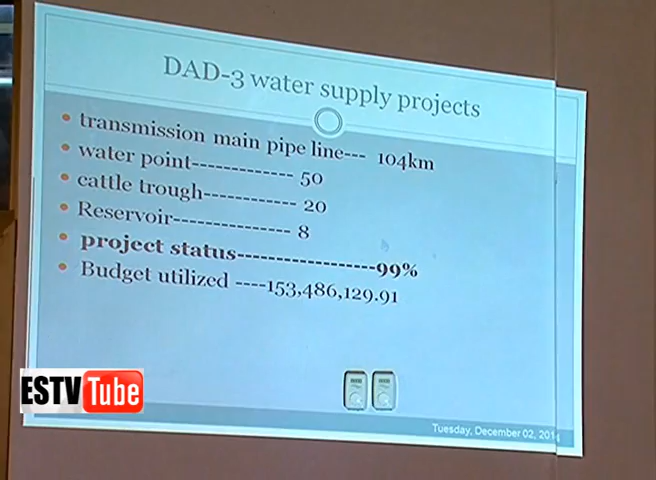 DAD-3 water supply projects
transmission main pipe line--- 104km
water point------------- 50
cattle trough------------ 20
Reservoir--------------- 8
project status------------------99%
Budget utilized ----153,486,129.91
ESTV Tube
Tuesday, December 02, 2014